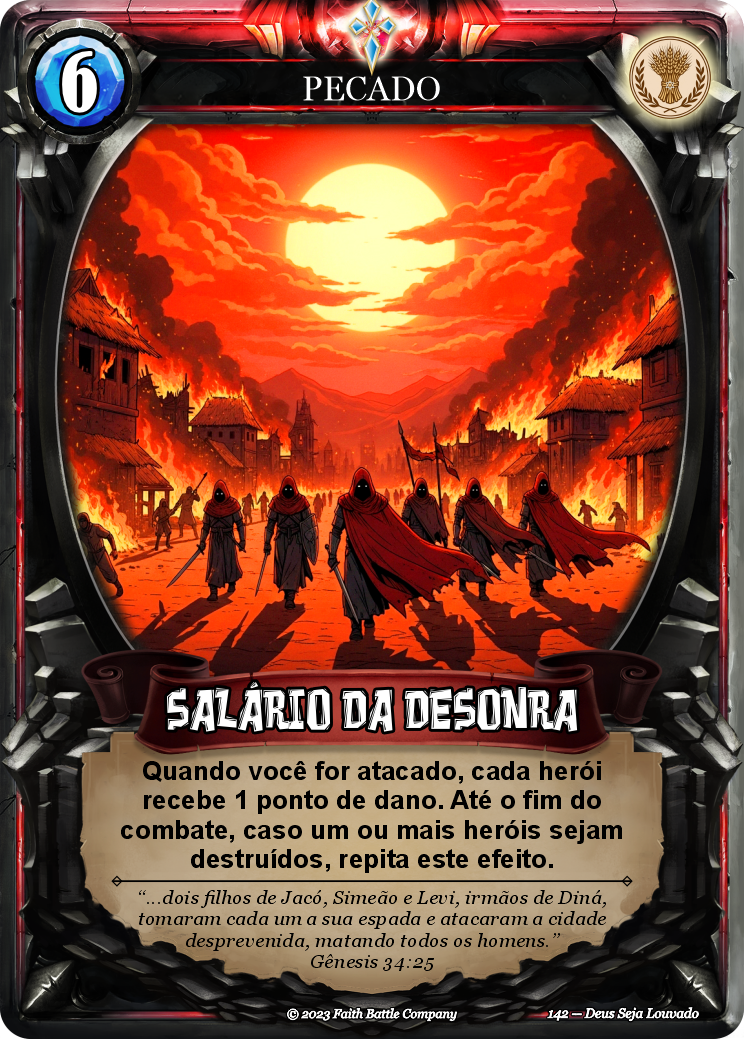 6
PECADO
SALÁRIO DA DESONRA
Quando você for atacado, cada herói
recebe 1 ponto de dano. Até o fim do
combate, caso um ou mais heróis sejam
destruídos, repita este efeito.
“...dois filhos de Jacó, Simeão e Levi, irmãos de Diná,
tomaram cada um a sua espada e atacaram a cidade
desprevenida, matando todos os homens.”
Gênesis 34:25
© 2023 Faith Battle Company
142 – Deus Seja Louvado